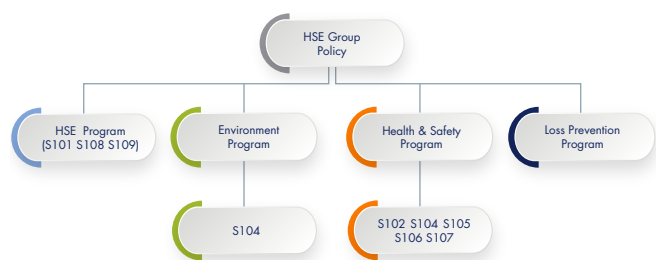 HSE Group
Policy
HSE Program
(S101 S108 S109)
Environment
Program
Health & Safety
Program
Loss Prevention
Program
S104
S102 S104 S105
S106 S107